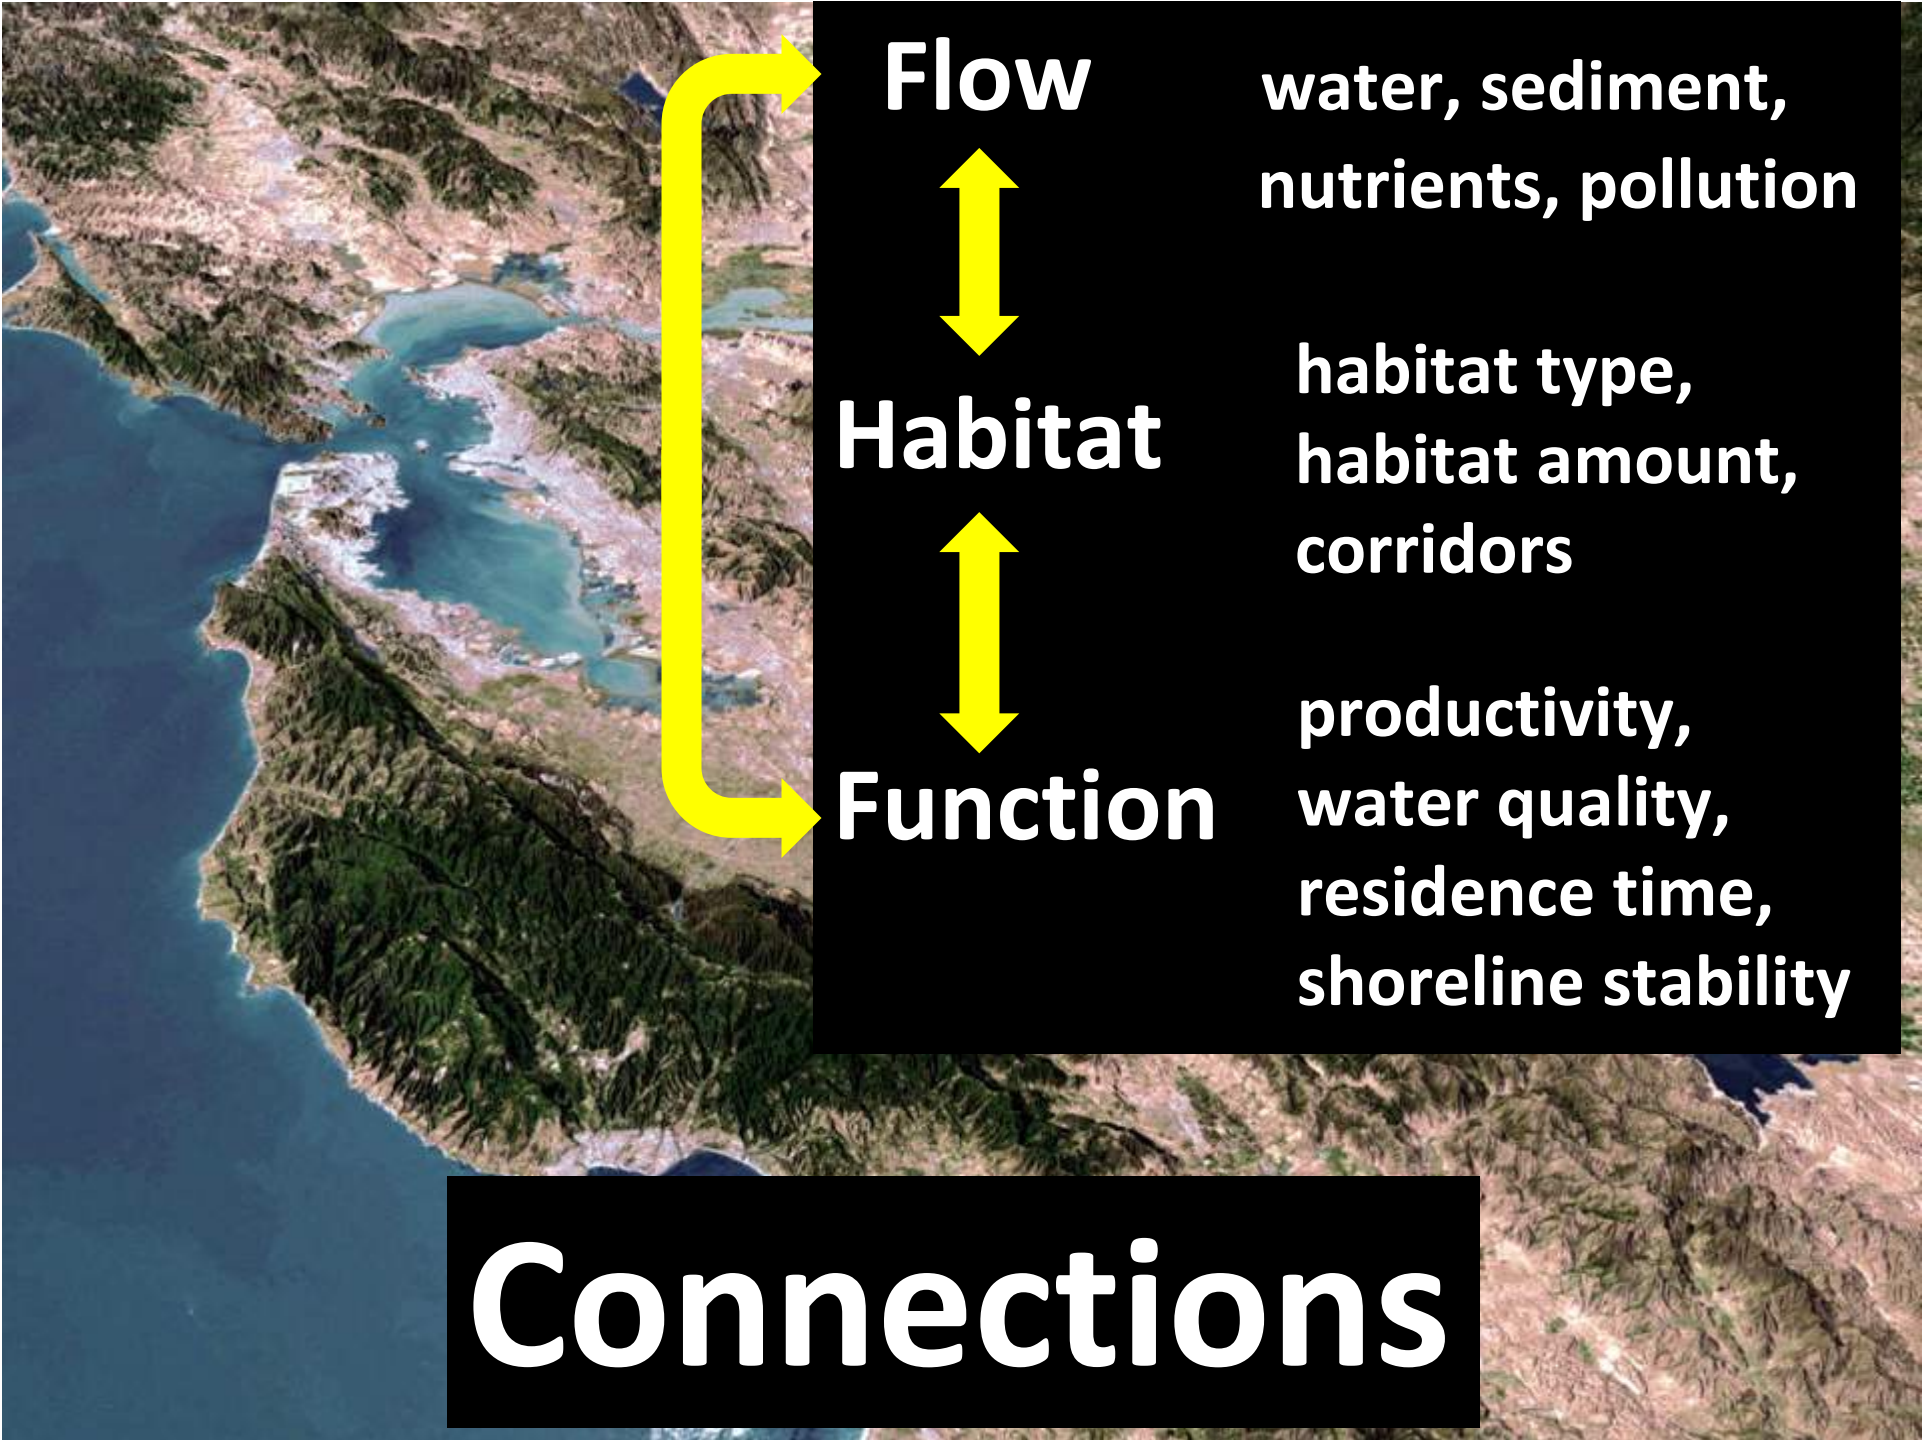 Flow
water, sediment,
nutrients, pollution
Habitat
habitat type,
habitat amount,
corridors
Function
productivity,
water quality,
residence time,
shoreline stability
Connections